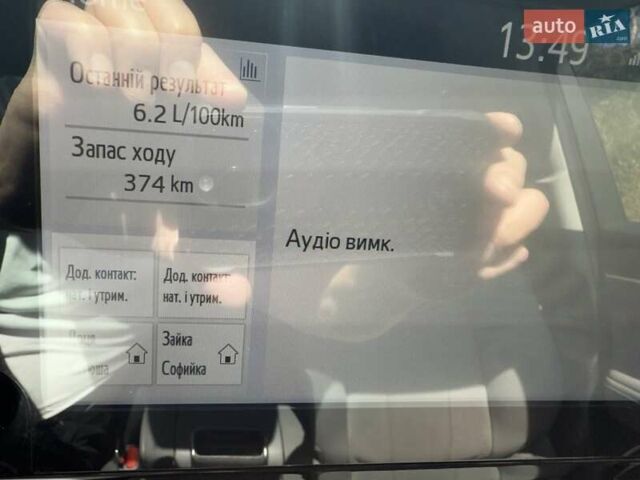 auto RIA
.com
13:49
Останній результат
6.2 L/100km
Запас ходу
374 km
Аудіо вимк.
Дод. контакт:
нат. і утрим.
Дод. контакт:
нат. і утрим.
Зайка
Софийка